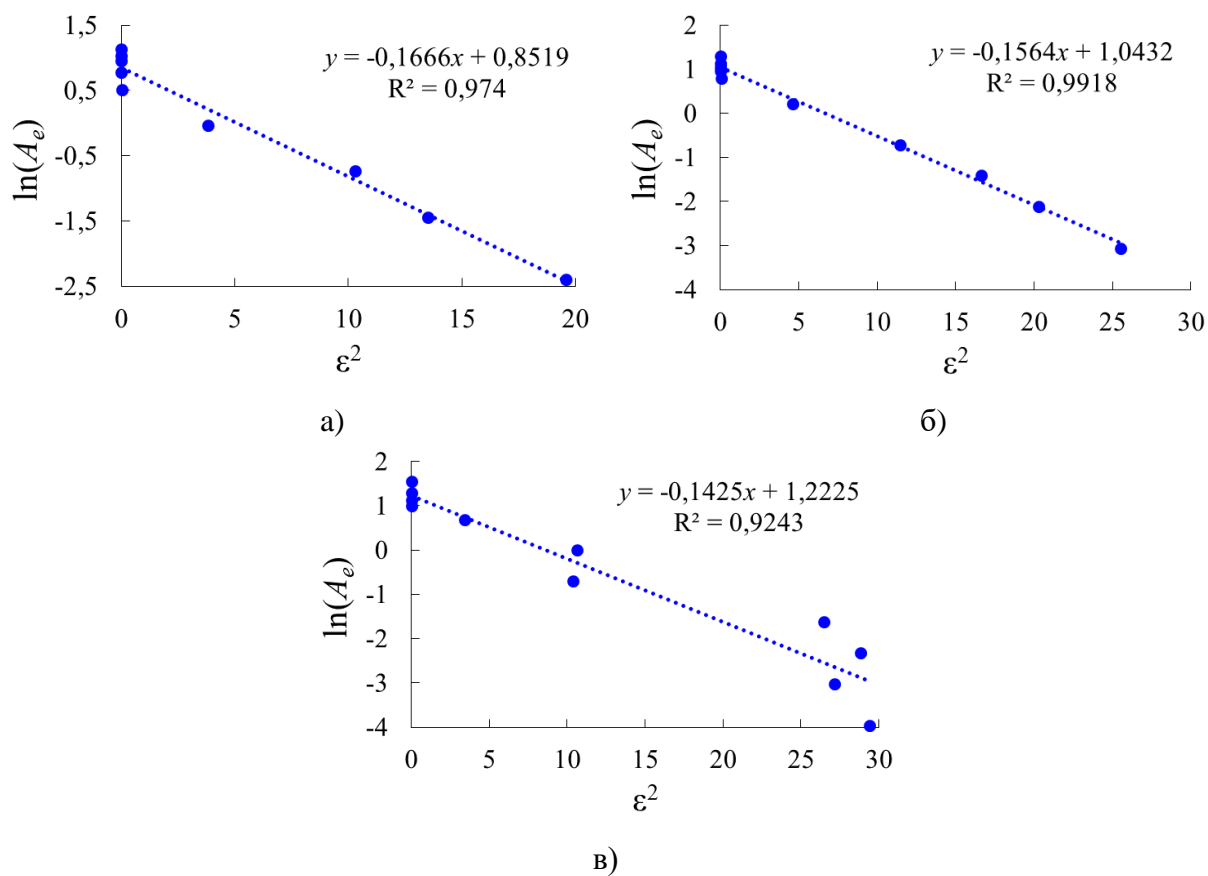 y = -0,1666x + 0,8519
R² = 0,974
1,5
0,5
-0,5
-1,5
-2,5
ln(Aₑ)
0 5 10 15 20
ε²
а)
y = -0,1564x + 1,0432
R² = 0,9918
2
1
0
-1
-2
-3
-4
ln(Aₑ)
0 5 10 15 20 25 30
ε²
б)
y = -0,1425x + 1,2225
R² = 0,9243
2
1
0
-1
-2
-3
-4
ln(Aₑ)
0 5 10 15 20 25 30
ε²
в)